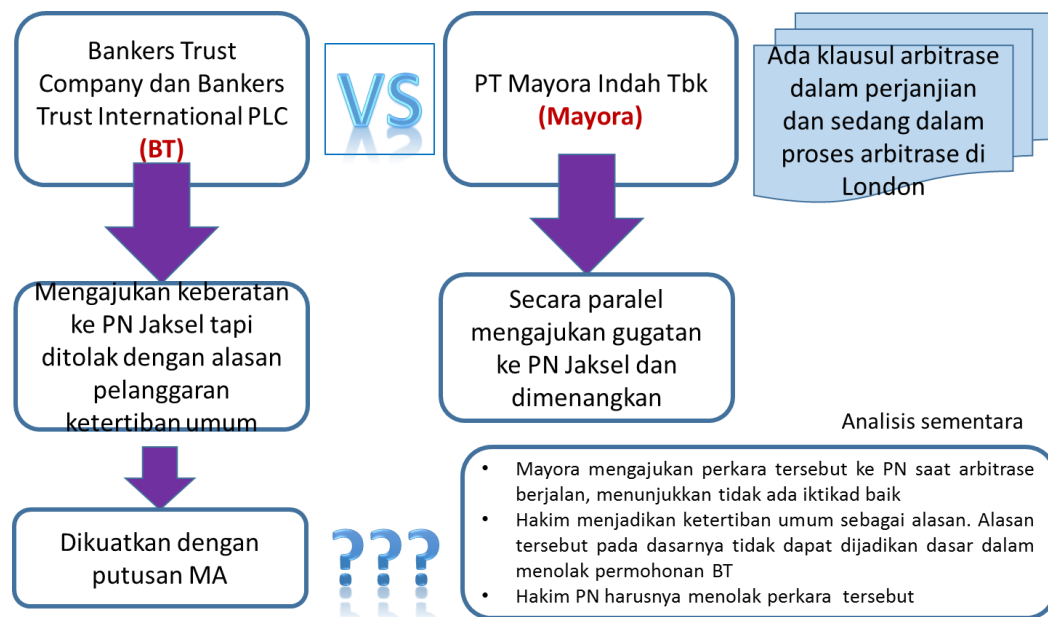 Bankers Trust
Company dan Bankers
Trust International PLC
(BT)
VS
PT Mayora Indah Tbk
(Mayora)
Ada klausul arbitrase
dalam perjanjian
dan sedang dalam
proses arbitrase di
London
Mengajukan keberatan
ke PN Jaksel tapi
ditolak dengan alasan
pelanggaran
ketertiban umum
Secara paralel
mengajukan gugatan
ke PN Jaksel dan
dimenangkan
Dikuatkan dengan
putusan MA
???
Analisis sementara
• Mayora mengajukan perkara tersebut ke PN saat arbitrase
berjalan, menunjukkan tidak ada iktikad baik
• Hakim menjadikan ketertiban umum sebagai alasan. Alasan
tersebut pada dasarnya tidak dapat dijadikan dasar dalam
menolak permohonan BT
• Hakim PN harusnya menolak perkara tersebut